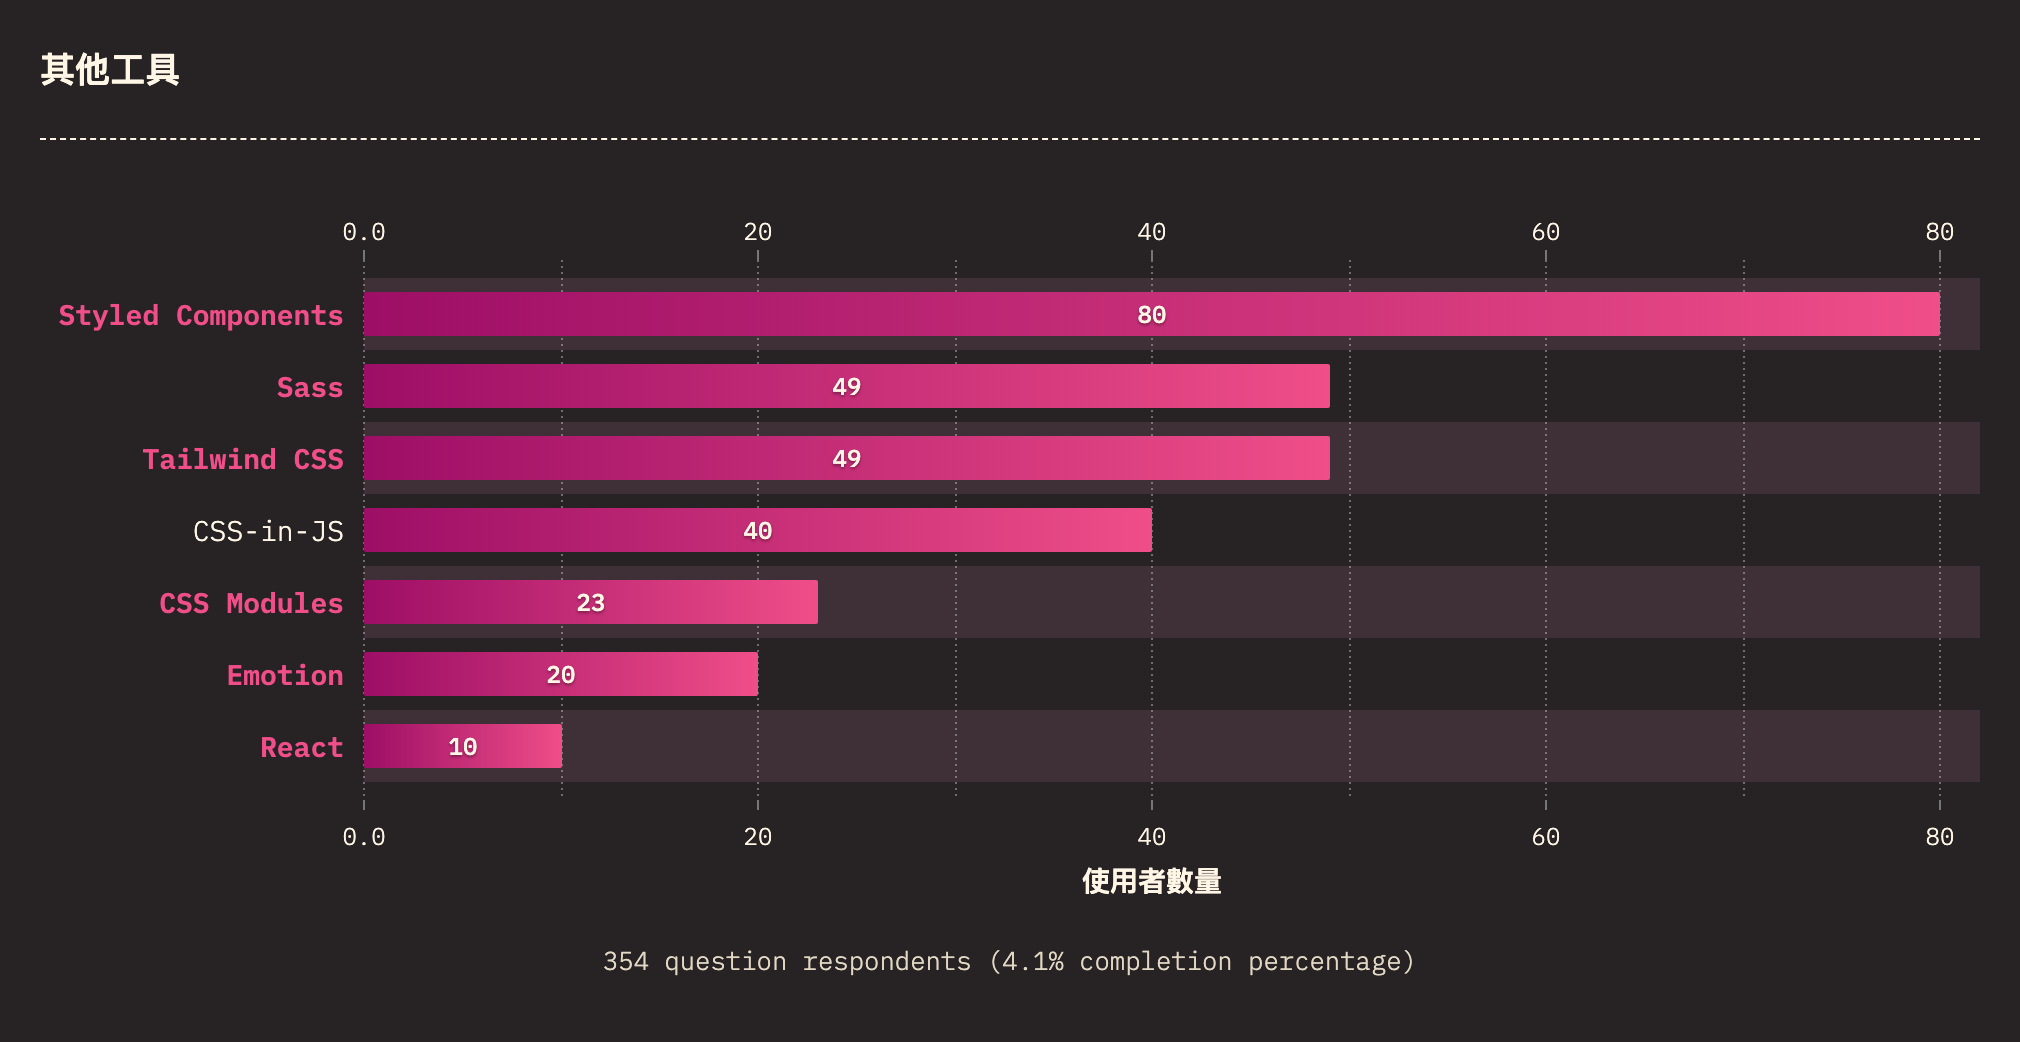 其他工具
0.0 20 40 60 80
Styled Components 80
Sass 49
Tailwind CSS 49
CSS-in-JS 40
CSS Modules 23
Emotion 20
React 10
0.0 20 40 60 80
使用者數量
354 question respondents (4.1% completion percentage)